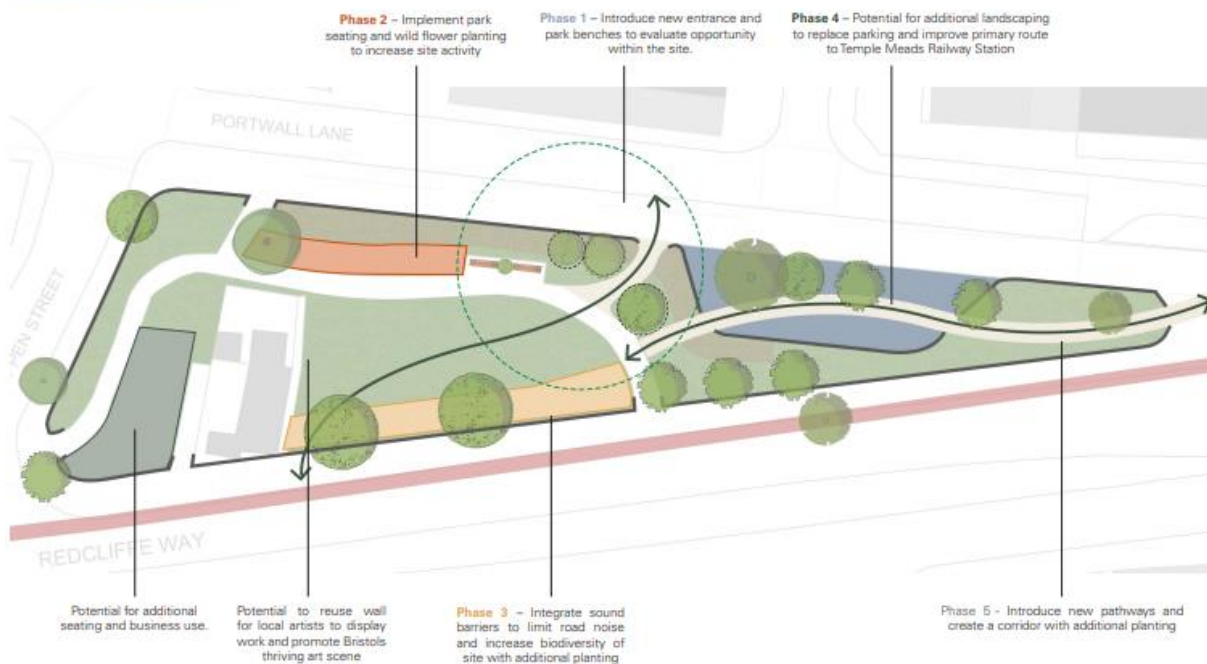 Phase 2 – Implement park
seating and wild flower planting
to increase site activity
Phase 1 – Introduce new entrance and
park benches to evaluate opportunity
within the site.
Phase 4 – Potential for additional landscaping
to replace parking and improve primary route
to Temple Meads Railway Station
PORTWALL LANE
PEN STREET
REDCLIFFE WAY
Potential for additional
seating and business use.
Potential to reuse wall
for local artists to display
work and promote Bristols
thriving art scene
Phase 3 – Integrate sound
barriers to limit road noise
and increase biodiversity of
site with additional planting
Phase 5 - Introduce new pathways and
create a corridor with additional planting